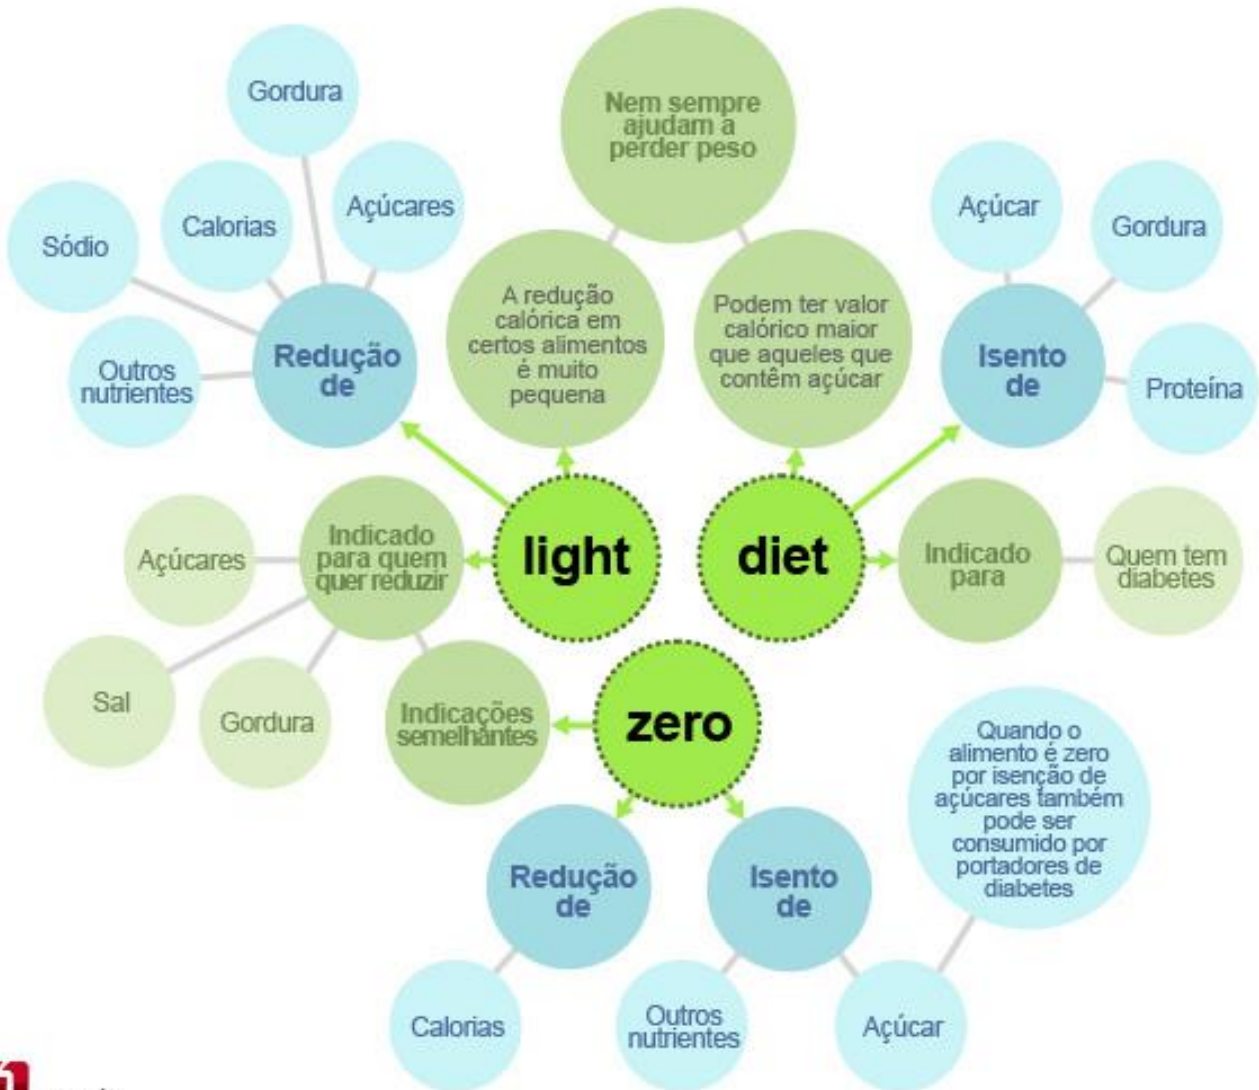 Gordura
Nem sempre
ajudam a
perder peso
Açúcar
Gordura
Açúcares
Calorias
Sódio
A redução
calórica em
certos alimentos
é muito
pequena
Podem ter valor
calórico maior
que aqueles que
contêm açúcar
Redução
de
Isento
de
Outros
nutrientes
Proteína
Açúcares
Indicado
para quem
quer reduzir
light
diet
Indicado
para
Quem tem
diabetes
Sal
Gordura
Indicações
semelhantes
zero
Quando o
alimento é zero
por isenção de
açúcares também
pode ser
consumido por
portadores de
diabetes
Redução
de
Isento
de
Calorias
Outros
nutrientes
Açúcar